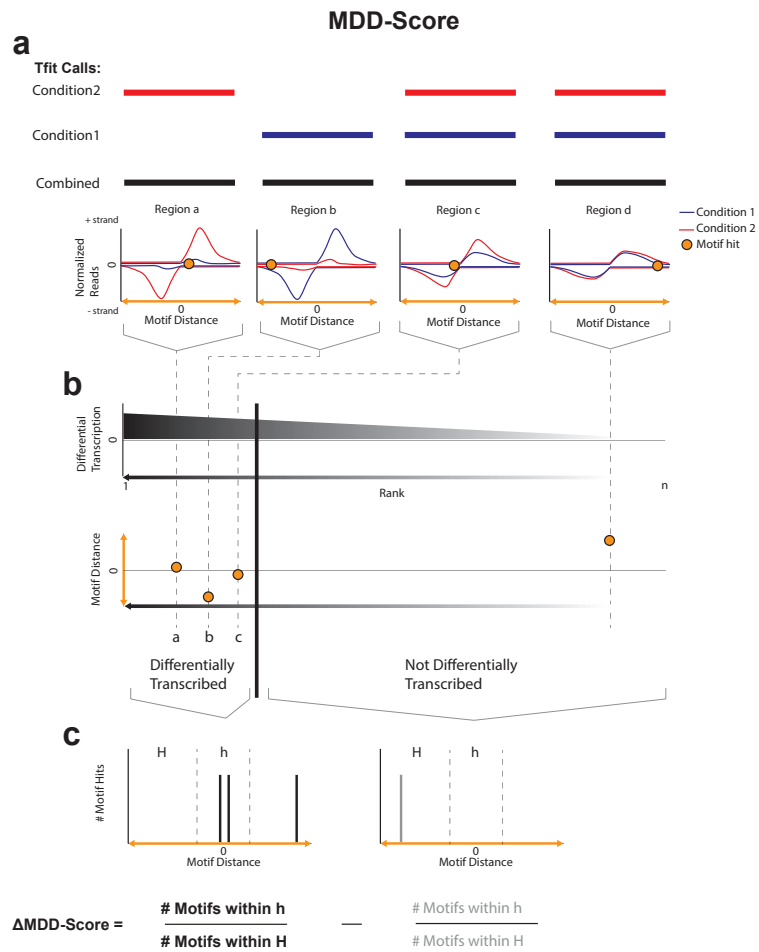 MDD-Score
a
Tfit Calls:
Condition2
Condition1
Combined
Region a
Region b
Region c
Region d
+ strand
0
- strand
Normalized
Reads
Condition 1
Condition 2
Motif hit
0
0
0
0
Motif Distance
Motif Distance
Motif Distance
Motif Distance
b
Differential
Transcription
0
1
Rank
n
Motif Distance
0
a
b
c
Differentially
Transcribed
Not Differentially
Transcribed
c
# Motif Hits
H
h
H
h
0
0
Motif Distance
Motif Distance
ΔMDD-Score =
# Motifs within h
# Motifs within H
—
# Motifs within h
# Motifs within H